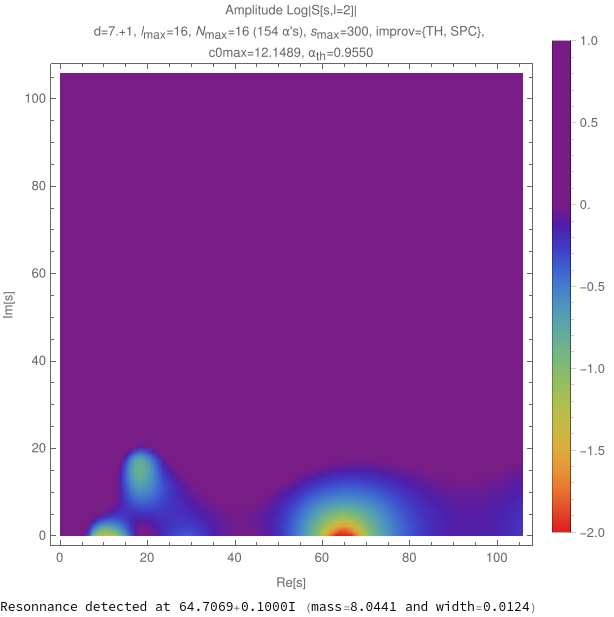 Amplitude Log|S[s,l=2]|
d=7.+1, lmax=16, Nmax=16 (154 α's), smax=300, improv={TH, SPC},
c0max=12.1489, αth=0.9550
1.0
0.5
0.
-0.5
-1.0
-1.5
-2.0
100
80
60
40
20
0
Im[s]
0 20 40 60 80 100
Re[s]
Resonnance detected at 64.7069+0.1000I (mass=8.0441 and width=0.0124)